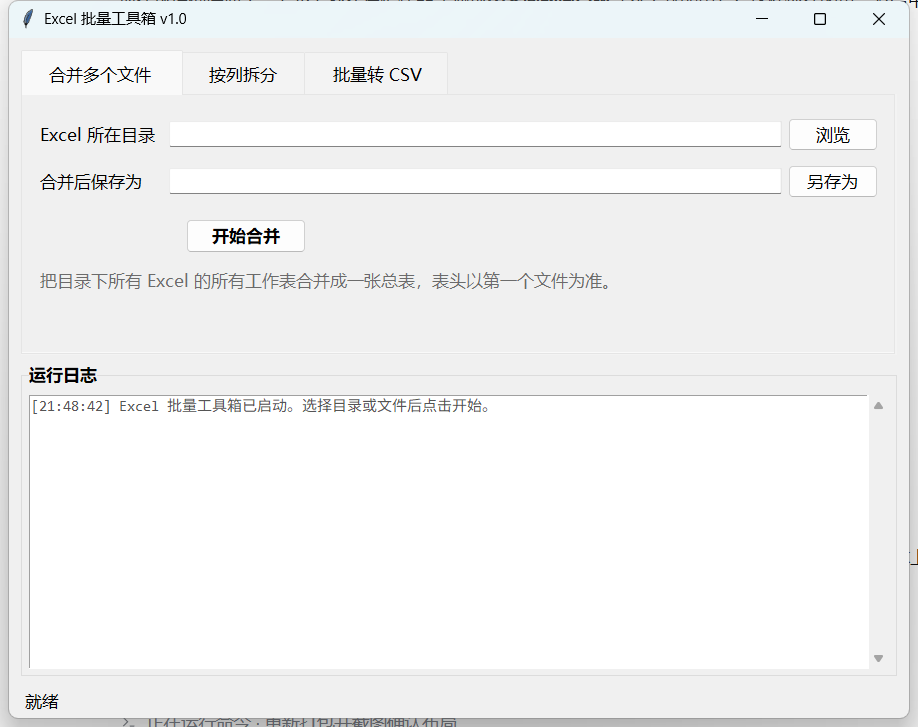 Excel 批量工具箱 v1.0
合并多个文件 按列拆分 批量转 CSV
Excel 所在目录 浏览
合并后保存为 另存为
开始合并
把目录下所有 Excel 的所有工作表合并成一张总表，表头以第一个文件为准。
运行日志
[21:48:42] Excel 批量工具箱已启动。选择目录或文件后点击开始。
就绪